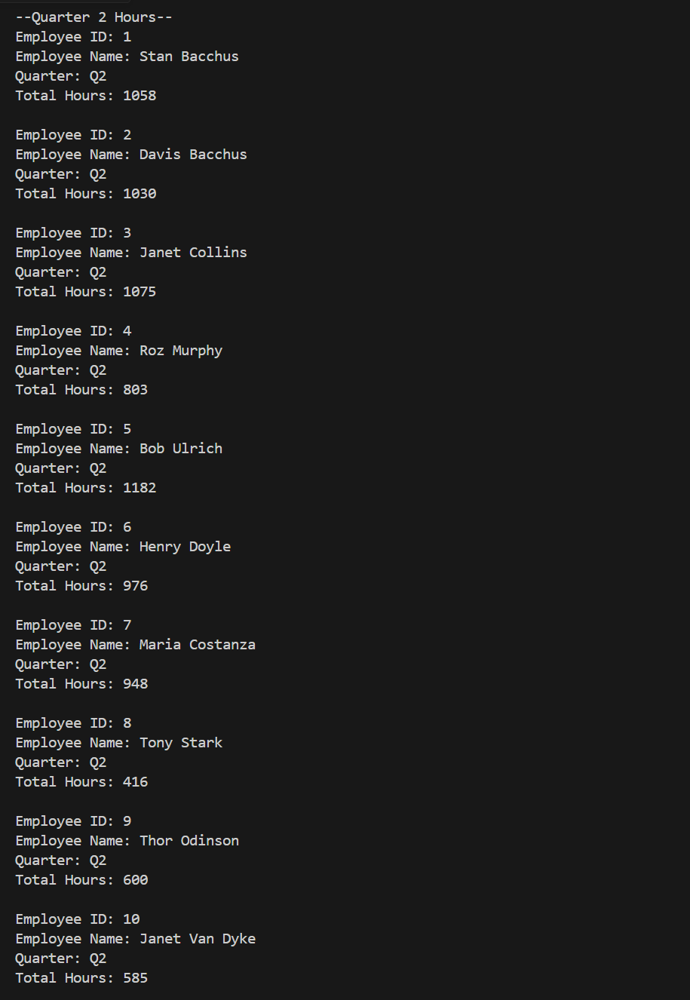 --Quarter 2 Hours--
Employee ID: 1
Employee Name: Stan Bacchus
Quarter: Q2
Total Hours: 1058

Employee ID: 2
Employee Name: Davis Bacchus
Quarter: Q2
Total Hours: 1030

Employee ID: 3
Employee Name: Janet Collins
Quarter: Q2
Total Hours: 1075

Employee ID: 4
Employee Name: Roz Murphy
Quarter: Q2
Total Hours: 803

Employee ID: 5
Employee Name: Bob Ulrich
Quarter: Q2
Total Hours: 1182

Employee ID: 6
Employee Name: Henry Doyle
Quarter: Q2
Total Hours: 976

Employee ID: 7
Employee Name: Maria Costanza
Quarter: Q2
Total Hours: 948

Employee ID: 8
Employee Name: Tony Stark
Quarter: Q2
Total Hours: 416

Employee ID: 9
Employee Name: Thor Odinson
Quarter: Q2
Total Hours: 600

Employee ID: 10
Employee Name: Janet Van Dyke
Quarter: Q2
Total Hours: 585